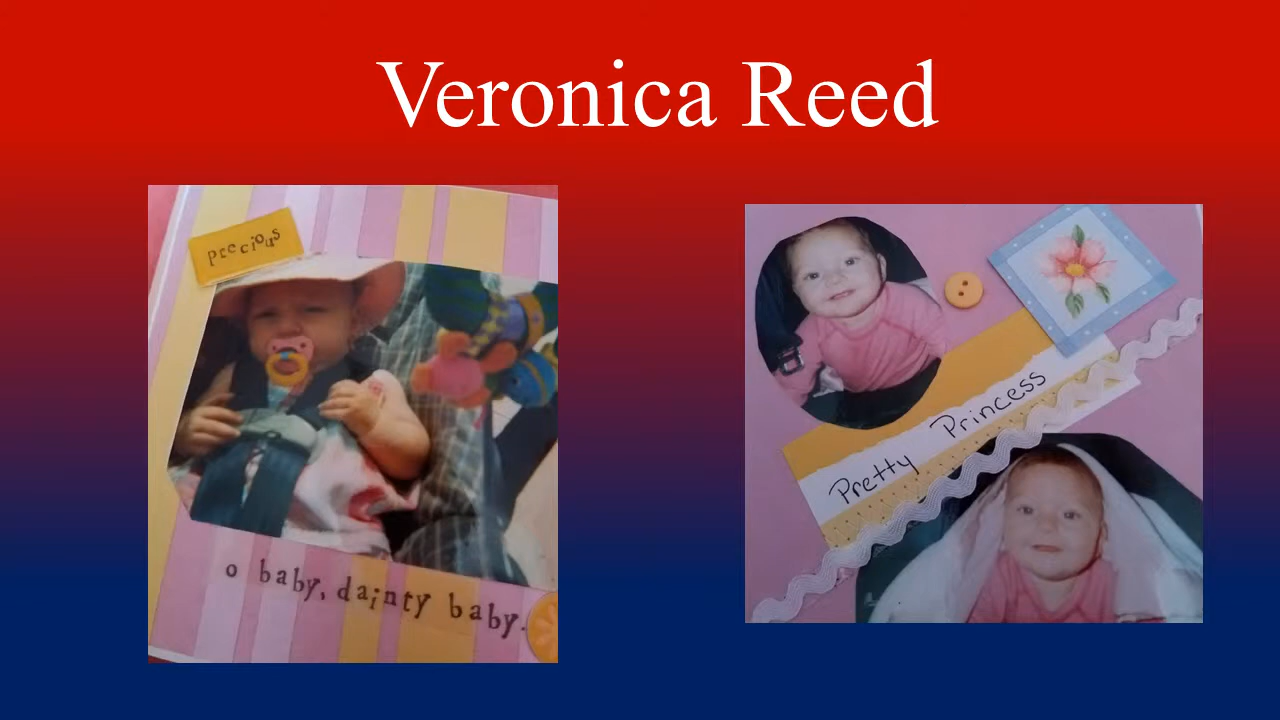 Veronica Reed
precious
o baby, dainty baby.
Pretty Princess